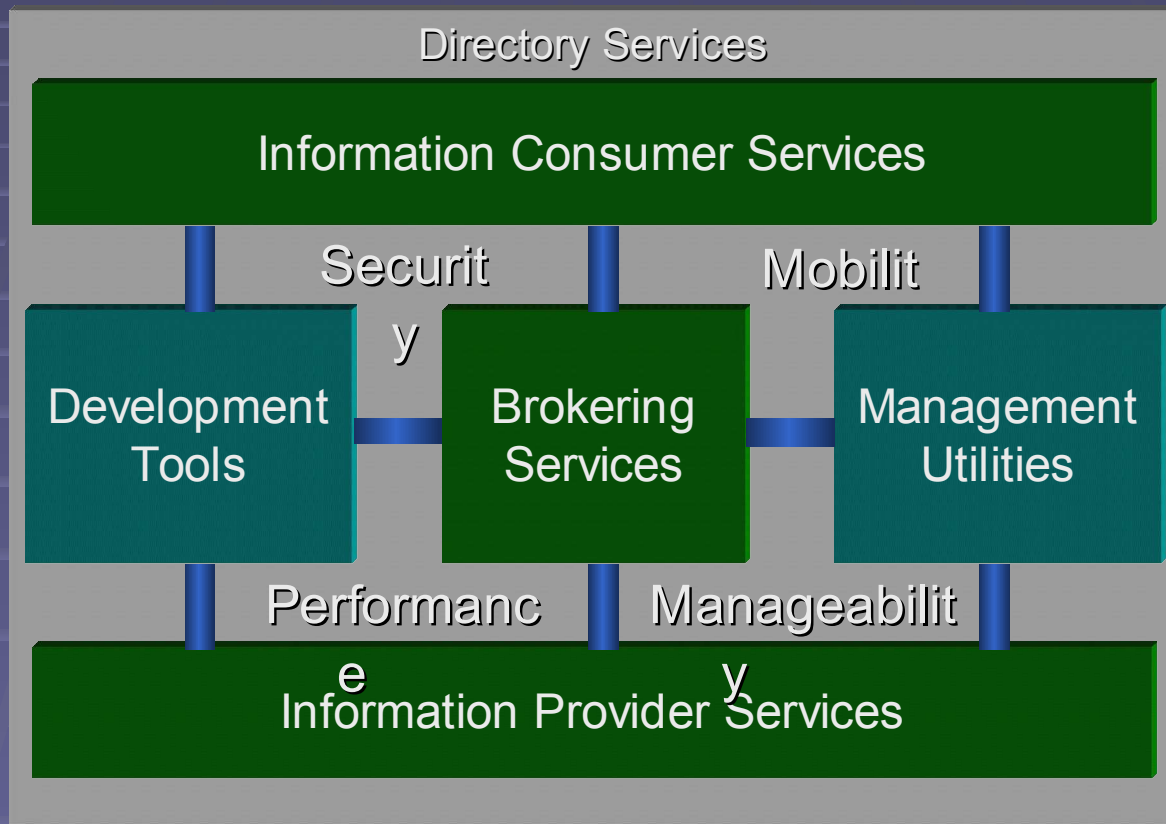 Directory Services
Information Consumer Services
Securit
y
Mobilit
Development
Tools
Brokering
Services
Management
Utilities
Performanc
e
Manageabilit
y
Information Provider Services